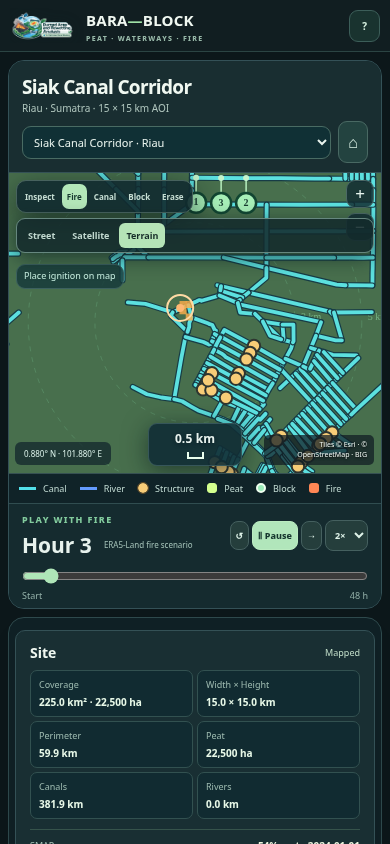 BARA—BLOCK
PEAT · WATERWAYS · FIRE
?
Siak Canal Corridor
Riau · Sumatra · 15 × 15 km AOI
Siak Canal Corridor · Riau
Inspect Fire Canal Block Erase
1 3 2
+
−
Street Satellite Terrain
Place ignition on map
0.880° N · 101.880° E
0.5 km
Tiles © Esri · ©
OpenStreetMap · BIG
Canal River Structure Peat Block Fire
PLAY WITH FIRE
Hour 3 ERA5-Land fire scenario
↺ Ⅱ Pause → 2×
Start 48 h
Site Mapped
Coverage
225.0 km² · 22,500 ha
Width × Height
15.0 × 15.0 km
Perimeter
59.9 km
Peat
22,500 ha
Canals
381.9 km
Rivers
0.0 km